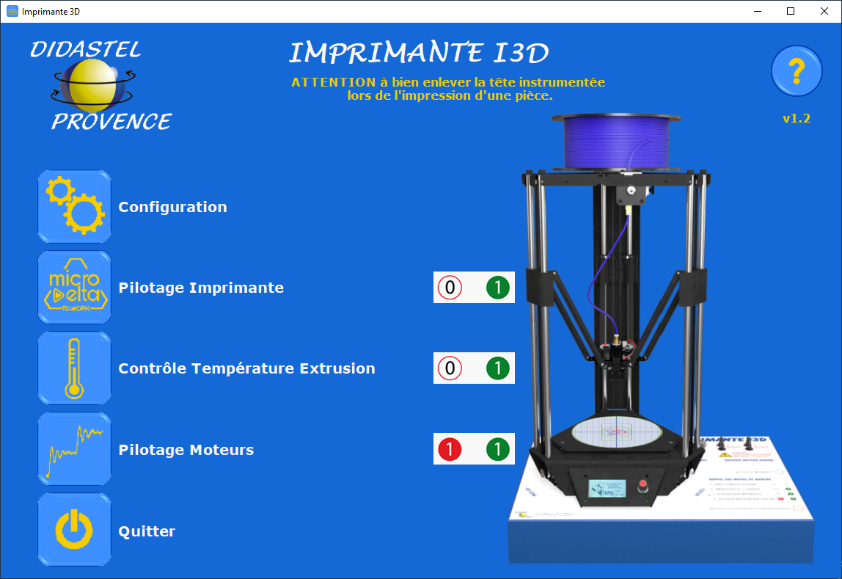 Imprimante 3D
DIDASTEL
PROVENCE
IMPRIMANTE I3D
ATTENTION à bien enlever la tête instrumentée
lors de l'impression d'une pièce.
?
v1.2
Configuration
micro
Delta
REWORK
Pilotage Imprimante
0 1
Contrôle Température Extrusion
0 1
Pilotage Moteurs
1 1
Quitter